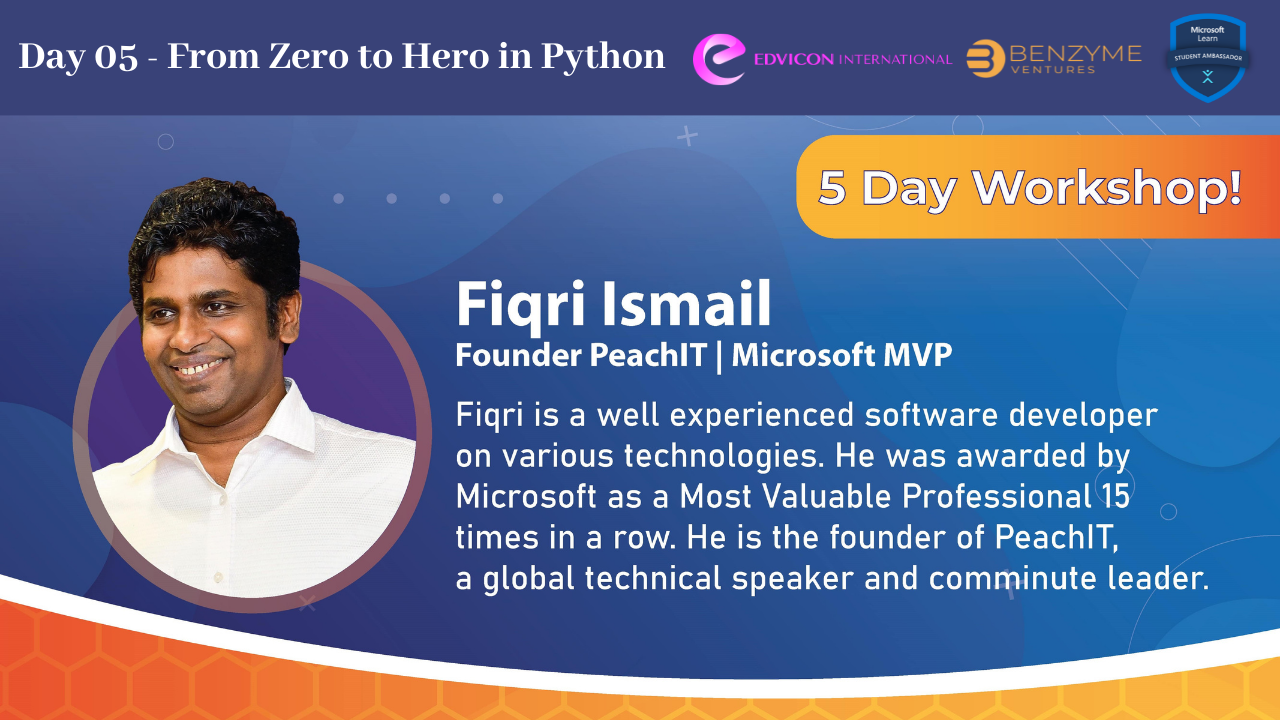 Day 05 - From Zero to Hero in Python
EDVICON INTERNATIONAL
BENZYME
VENTURES
Microsoft
Learn
STUDENT AMBASSADOR
5 Day Workshop!
Fiqri Ismail
Founder PeachIT | Microsoft MVP
Fiqri is a well experienced software developer
on various technologies. He was awarded by
Microsoft as a Most Valuable Professional 15
times in a row. He is the founder of PeachIT,
a global technical speaker and comminute leader.